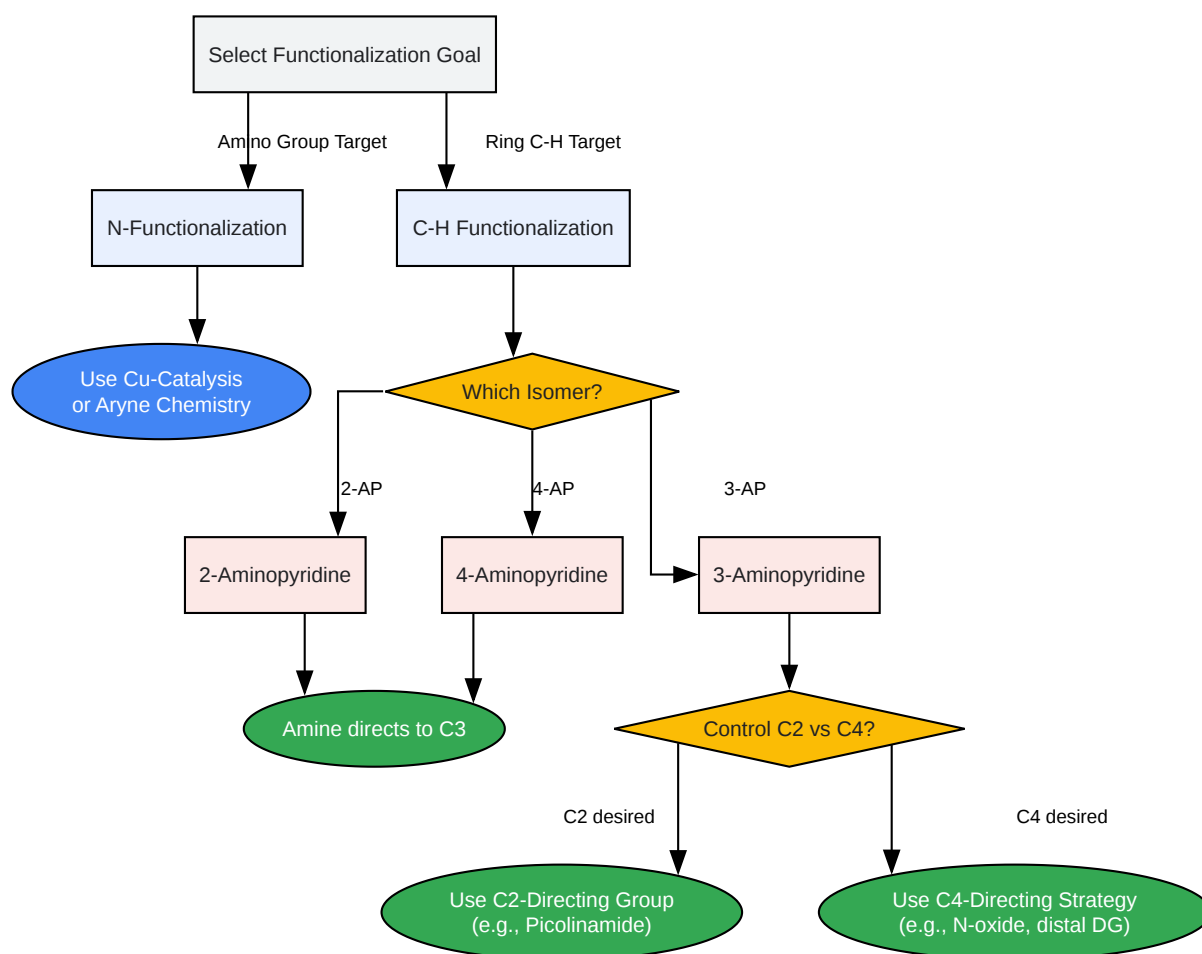 Select Functionalization Goal
Amino Group Target
Ring C-H Target
N-Functionalization
C-H Functionalization
Use Cu-Catalysis
or Aryne Chemistry
Which Isomer?
2-AP
4-AP
3-AP
2-Aminopyridine
4-Aminopyridine
3-Aminopyridine
Amine directs to C3
Control C2 vs C4?
C2 desired
C4 desired
Use C2-Directing Group
(e.g., Picolinamide)
Use C4-Directing Strategy
(e.g., N-oxide, distal DG)